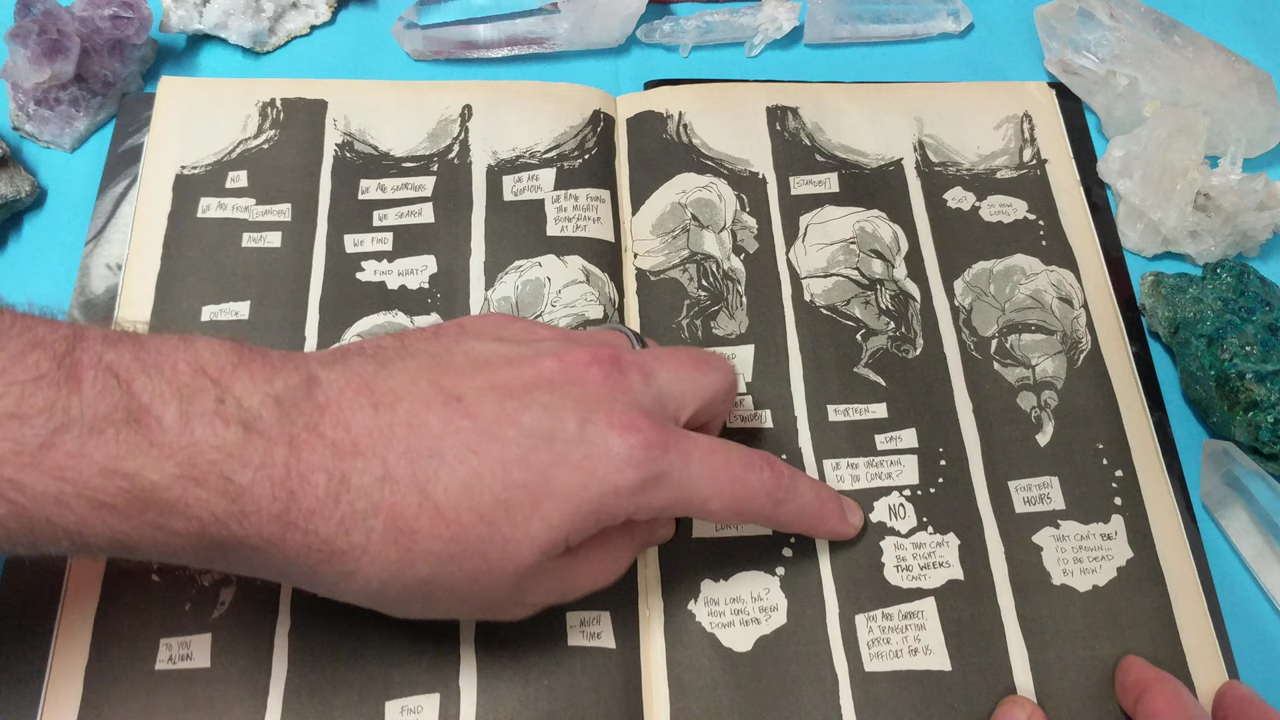 NO.
WE ARE FROM [STANDBY]
AWAY...
OUTSIDE...
"TO YOU
...ALIEN.
WE ARE SEARCHERS.
WE SEARCH.
WE FIND
FIND WHAT?
FIND
WE ARE
GLORIOUS.
WE HAVE FOUND
THE MIGHTY
BONESHAKER
AT LAST.
...MUCH
TIME
[STANDBY]
LONG?
HOW LONG, huh?
HOW LONG I BEEN
DOWN HERE?
[STANDBY]
FOURTEEN...
...DAYS
WE ARE UNCERTAIN,
DO YOU CONCUR?
NO.
NO, THAT CAN'T
BE RIGHT...
TWO WEEKS.
I CAN'T-
YOU ARE CORRECT,
A TRANSLATION
ERROR, IT IS
DIFFICULT FOR US.
SO?
SO HOW
LONG?
FOURTEEN
HOURS.
THAT CAN'T BE!
I'D DROWN...
I'D BE DEAD
BY NOW!